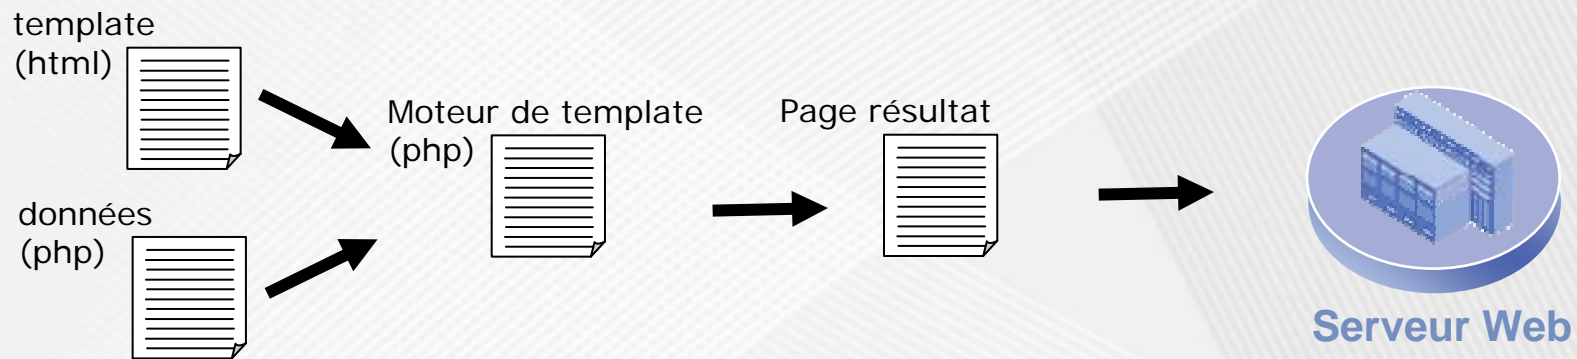 template
(html)
Moteur de template
(php)
Page résultat
données
(php)
Serveur Web